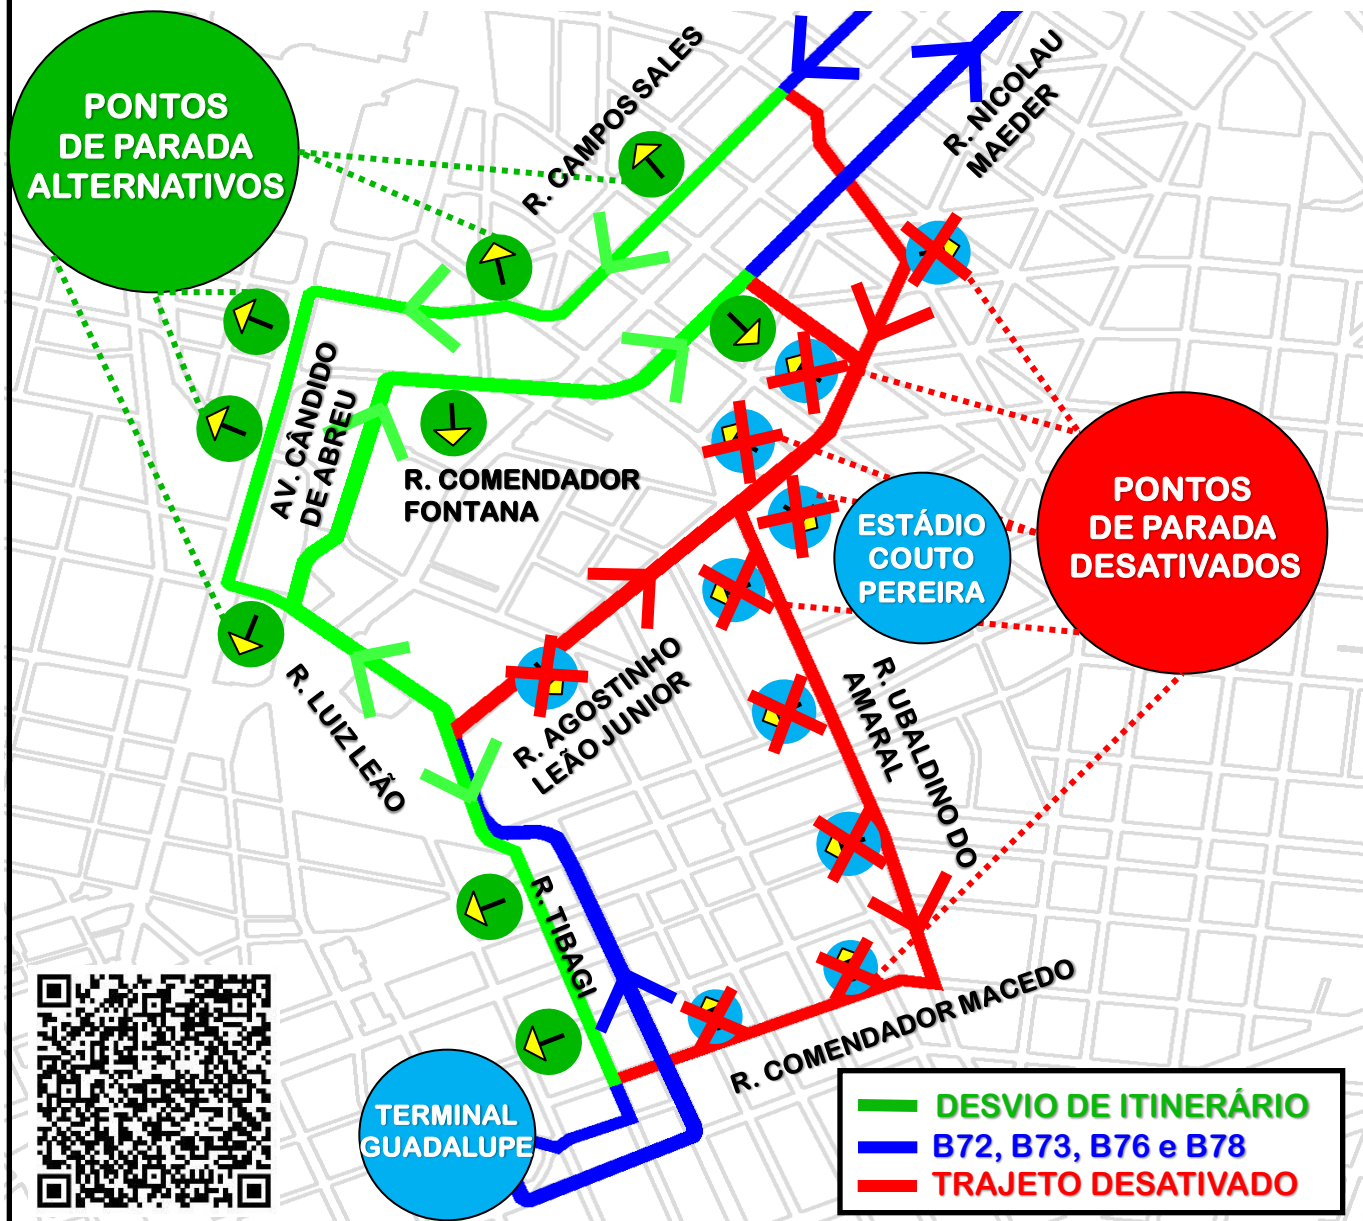 PONTOS
DE PARADA
ALTERNATIVOS
R. CAMPOS SALES
R. NICOLAU
MAEDER
AV. CÂNDIDO
DE ABREU
R. COMENDADOR
FONTANA
ESTÁDIO
COUTO
PEREIRA
PONTOS
DE PARADA
DESATIVADOS
R. LUIZ LEÃO
R. AGOSTINHO
LEÃO JUNIOR
R. UBALDINO DO
AMARAL
R. TIBAGI
R. COMENDADOR MACEDO
TERMINAL
GUADALUPE
DESVIO DE ITINERÁRIO
B72, B73, B76 e B78
TRAJETO DESATIVADO